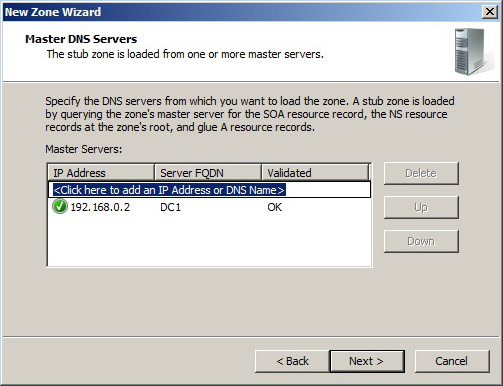 New Zone Wizard
Master DNS Servers
The stub zone is loaded from one or more master servers.
Specify the DNS servers from which you want to load the zone. A stub zone is loaded
by querying the zone's master server for the SOA resource record, the NS resource
records at the zone's root, and glue A resource records.
Master Servers:
IP Address Server FQDN Validated
<Click here to add an IP Address or DNS Name>
192.168.0.2 DC1 OK
Delete
Up
Down
< Back Next > Cancel